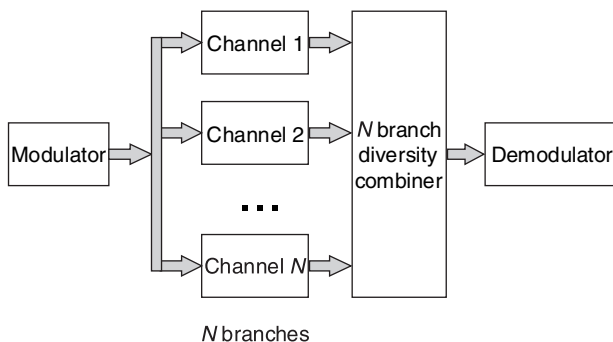 Channel 1
Channel 2
Modulator
N branch
diversity
combiner
Demodulator
...
Channel N
N branches